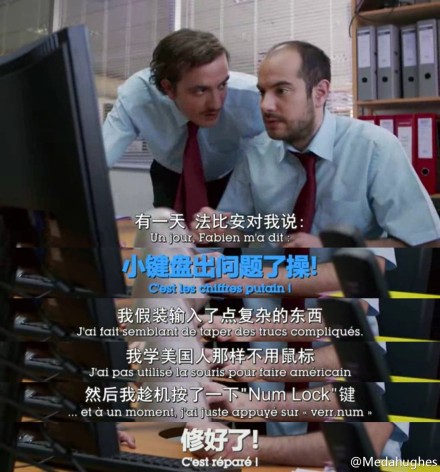 有一天 法比安对我说:
Un jour, Fabien m'a dit :
小键盘出问题了操!
C'est les chiffres putain !
我假装输入了点复杂的东西
J'ai fait semblant de taper des trucs compliqués.
我学美国人那样不用鼠标
J'ai pas utilisé la souris pour faire americain
然后我趁机按了一下"Num Lock"键
... et à un moment, j'ai juste appuyé sur « verr num »
修好了!
C'est réparé !
@Medahughes